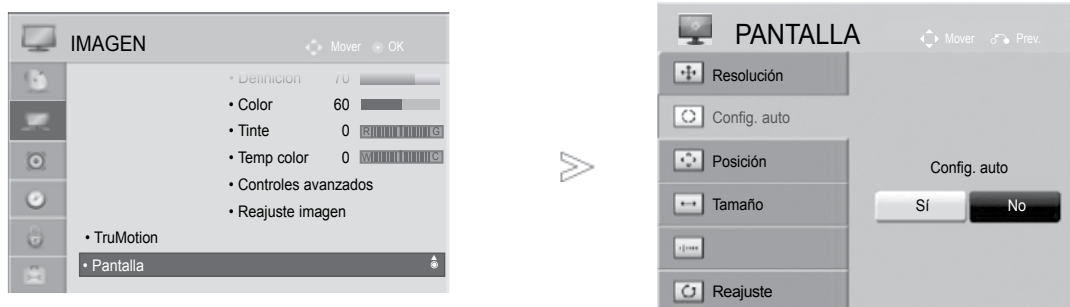 IMAGEN
Mover OK
• Definición 70
• Color 60
• Tinte 0 R G
• Temp color 0 W C
• Controles avanzados
• Reajuste imagen
• TruMotion
• Pantalla
PANTALLA
Mover Prev.
Resolución
Config. auto
Posición
Tamaño
Reajuste
Config. auto
Sí No